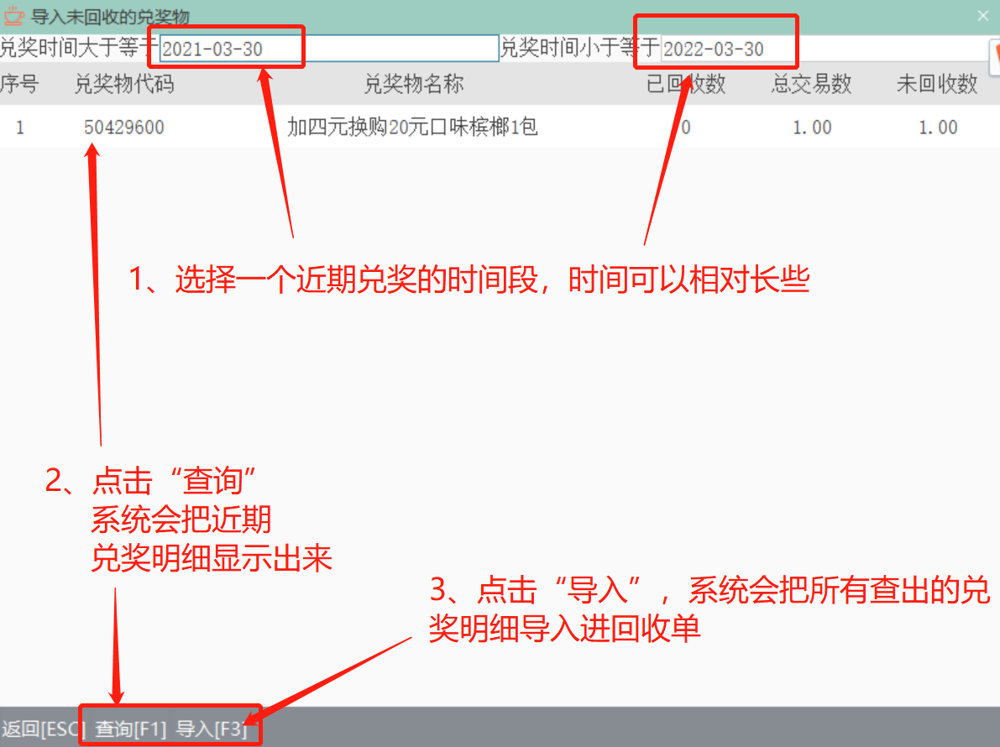 导入未回收的兑奖物
兑奖时间大于等于 2021-03-30 兑奖时间小于等于 2022-03-30
序号 兑奖物代码 兑奖物名称 已回收数 总交易数 未回收数
1 50429600 加四元换购20元口味槟榔1包 0 1.00 1.00
1、选择一个近期兑奖的时间段，时间可以相对长些
2、点击“查询”
系统会把近期
兑奖明细显示出来
3、点击“导入”，系统会把所有查出的兑
奖明细导入进回收单
返回[ESC] 查询[F1] 导入[F3]